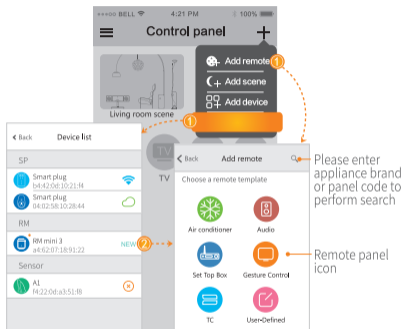 BELL 4:21 PM 100%
Control panel
Add remote
Add scene
Add device
Living room scene
TV
TV
1
1
2
Back Device list
SP
Smart plug
b4:42:0d:10:21:f4
Smart plug
04:02:58:10:28:44
RM
RM mini 3
a4:62:07:18:91:22
NEW
Sensor
A1
f4:22:0d:a3:51:f8
Back Add remote
Choose a remote template
Air conditioner Audio
Set Top Box Gesture Control
TC User-Defined
Please enter
appliance brand
or panel code to
perform search
Remote panel
icon